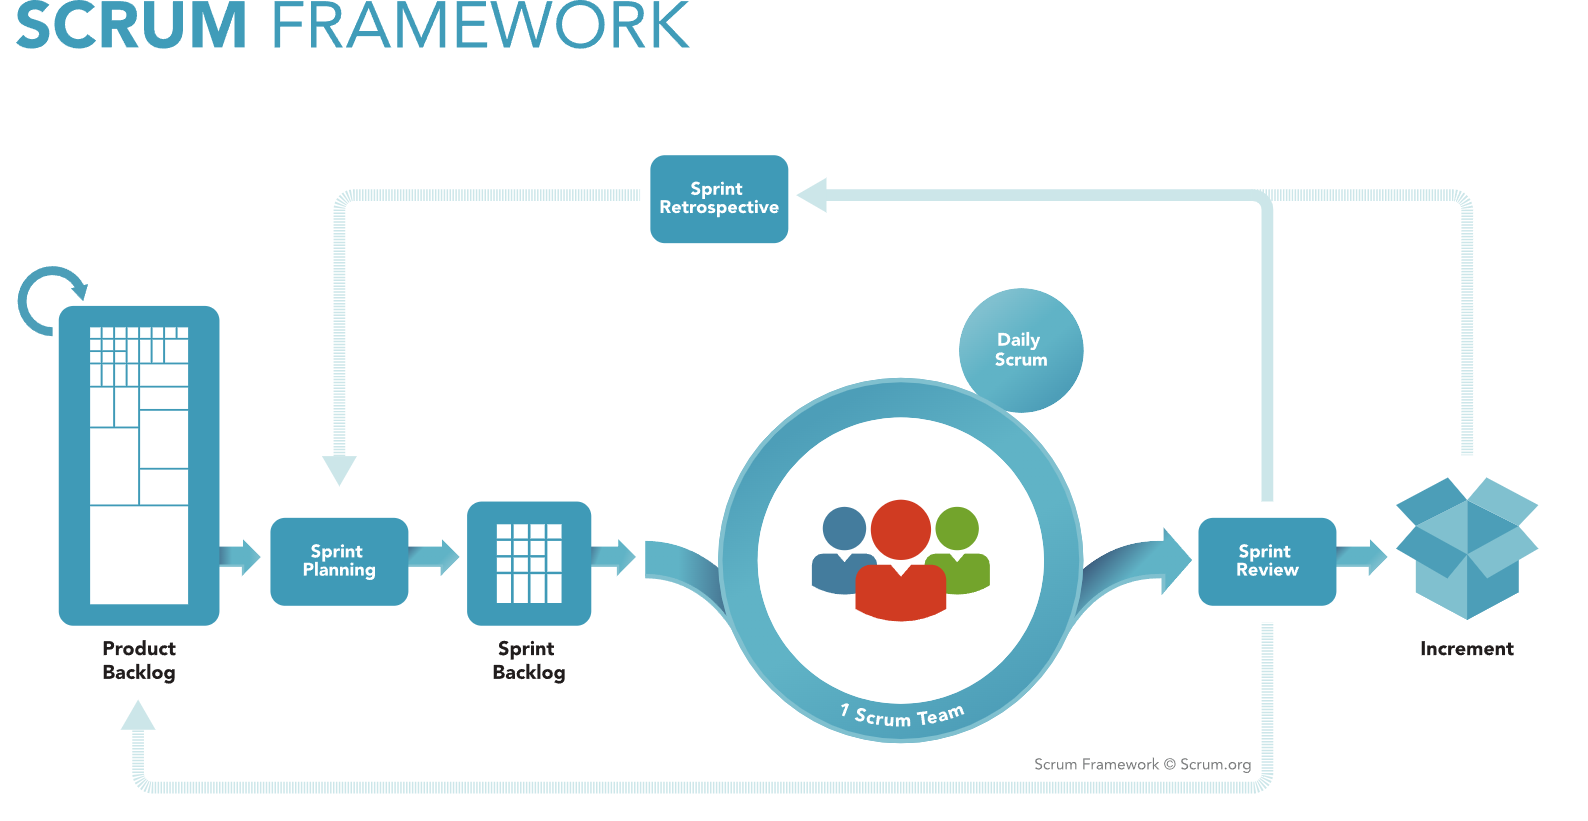 SCRUM FRAMEWORK
Sprint
Retrospective
Daily
Scrum
Sprint
Planning
Sprint
Review
Product
Backlog
Sprint
Backlog
Increment
1 Scrum Team
Scrum Framework © Scrum.org